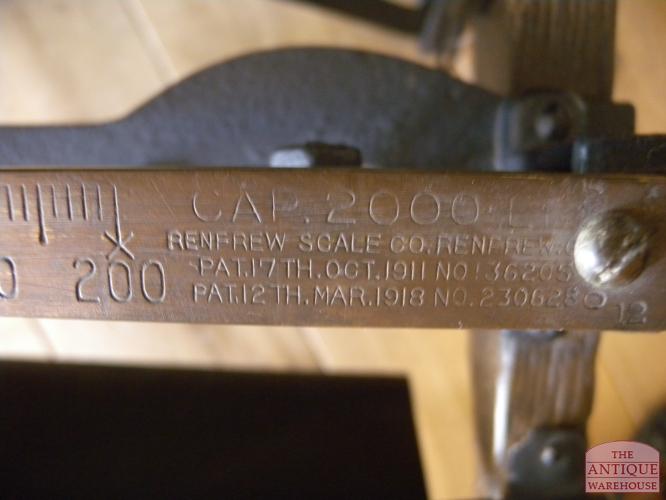 CAP. 2000
RENFREW SCALE CO. RENFREW.
PAT. 17TH. OCT. 1911 NO. 136205
PAT. 12TH. MAR. 1918 NO.
0 200
12
THE
ANTIQUE
WAREHOUSE